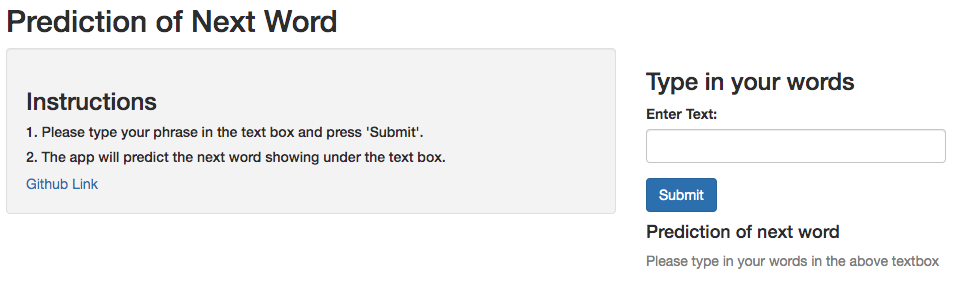 Prediction of Next Word
Instructions
1. Please type your phrase in the text box and press 'Submit'.
2. The app will predict the next word showing under the text box.
Github Link
Type in your words
Enter Text:
Submit
Prediction of next word
Please type in your words in the above textbox